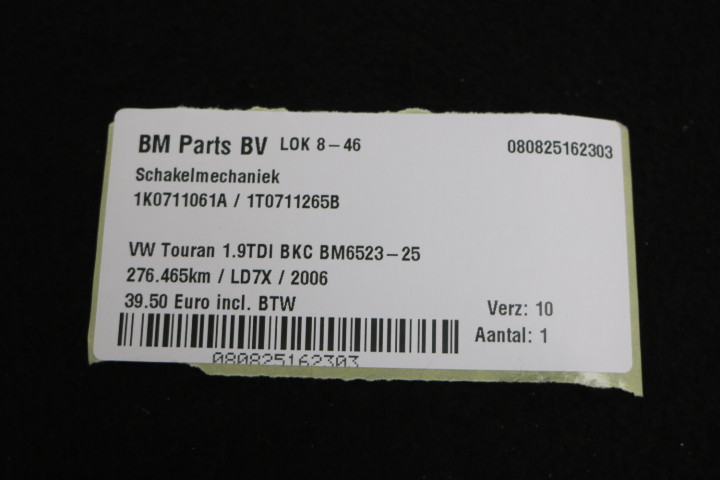 BM Parts BV LOK 8-46 080825162303
Schakelmechaniek
1K0711061A / 1T0711265B
VW Touran 1.9TDI BKC BM6523-25
276.465km / LD7X / 2006
39.50 Euro incl. BTW Verz: 10
Aantal: 1
080825162303